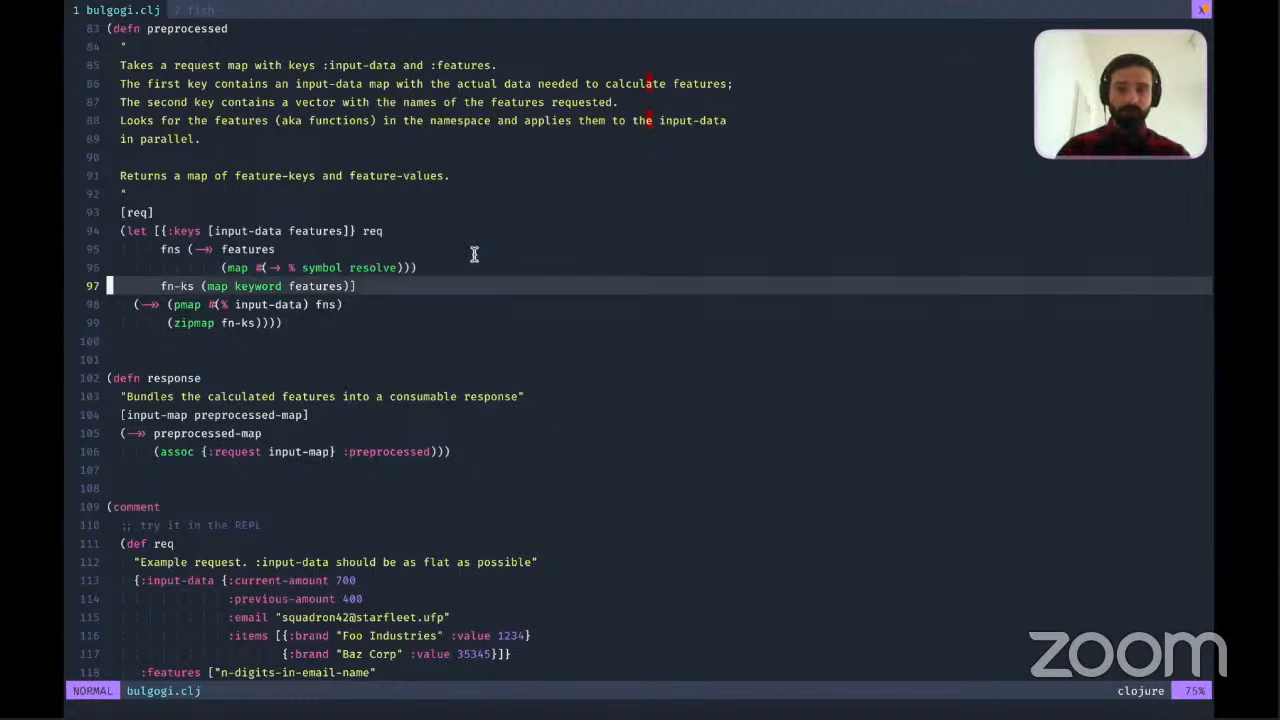 1 bulgogi.clj 2 fish — X
83 (defn preprocessed
84 "
85 Takes a request map with keys :input-data and :features.
86 The first key contains an input-data map with the actual data needed to calculate features;
87 The second key contains a vector with the names of the features requested.
88 Looks for the features (aka functions) in the namespace and applies them to the input-data
89 in parallel.
90
91 Returns a map of feature-keys and feature-values.
92 "
93 [req]
94 (let [{:keys [input-data features]} req
95 fns (->> features
96 (map #(-> % symbol resolve)))
97 fn-ks (map keyword features)]
98 (->> (pmap #(% input-data) fns)
99 (zipmap fn-ks))))
100
101
102 (defn response
103 "Bundles the calculated features into a consumable response"
104 [input-map preprocessed-map]
105 (->> preprocessed-map
106 (assoc {:request input-map} :preprocessed)))
107
108
109 (comment
110 ;; try it in the REPL
111 (def req
112 "Example request. :input-data should be as flat as possible"
113 {:input-data {:current-amount 700
114 :previous-amount 400
115 :email "squadron42@starfleet.ufp"
116 :items [{:brand "Foo Industries" :value 1234}
117 {:brand "Baz Corp" :value 35345}]}
118 :features ["n-digits-in-email-name"
NORMAL bulgogi.clj clojure 75%
zoom